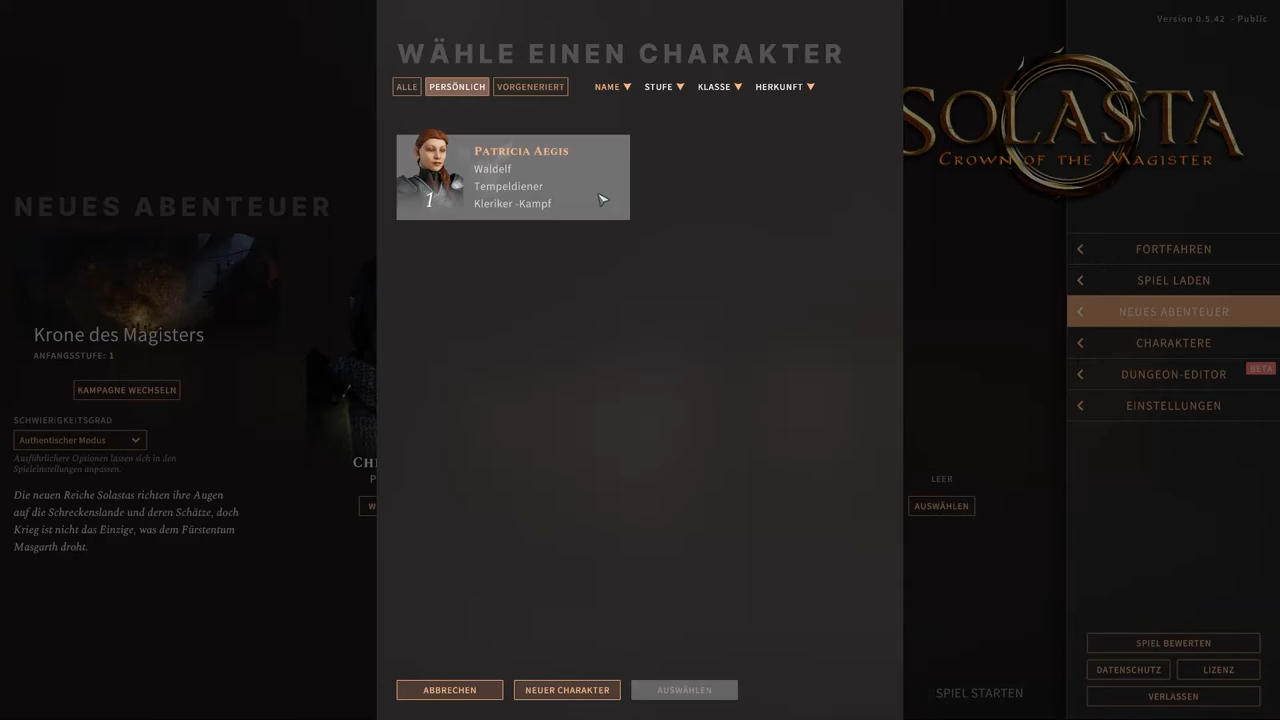 Version 0.5.42 - Public
WÄHLE EINEN CHARAKTER
ALLE PERSÖNLICH VORGENERIERT NAME STUFE KLASSE HERKUNFT
SOLASTA
CROWN OF THE MAGISTER
PATRICIA AEGIS
Waldelf
Tempeldiener
1 Kleriker -Kampf
NEUES ABENTEUER
Krone des Magisters
ANFANGSSTUFE: 1
KAMPAGNE WECHSELN
SCHWIERIGKEITSGRAD
Authentischer Modus
Ausführlichere Optionen lassen sich in den
Spieleinstellungen anpassen.
Die neuen Reiche Solastas richten ihre Augen
auf die Schreckenslande und deren Schätze, doch
Krieg ist nicht das Einzige, was dem Fürstentum
Masgarth droht.
LEER
AUSWÄHLEN
FORTFAHREN
SPIEL LADEN
NEUES ABENTEUER
CHARAKTERE
DUNGEON-EDITOR BETA
EINSTELLUNGEN
ABBRECHEN NEUER CHARAKTER AUSWÄHLEN
SPIEL STARTEN
SPIEL BEWERTEN
DATENSCHUTZ LIZENZ
VERLASSEN